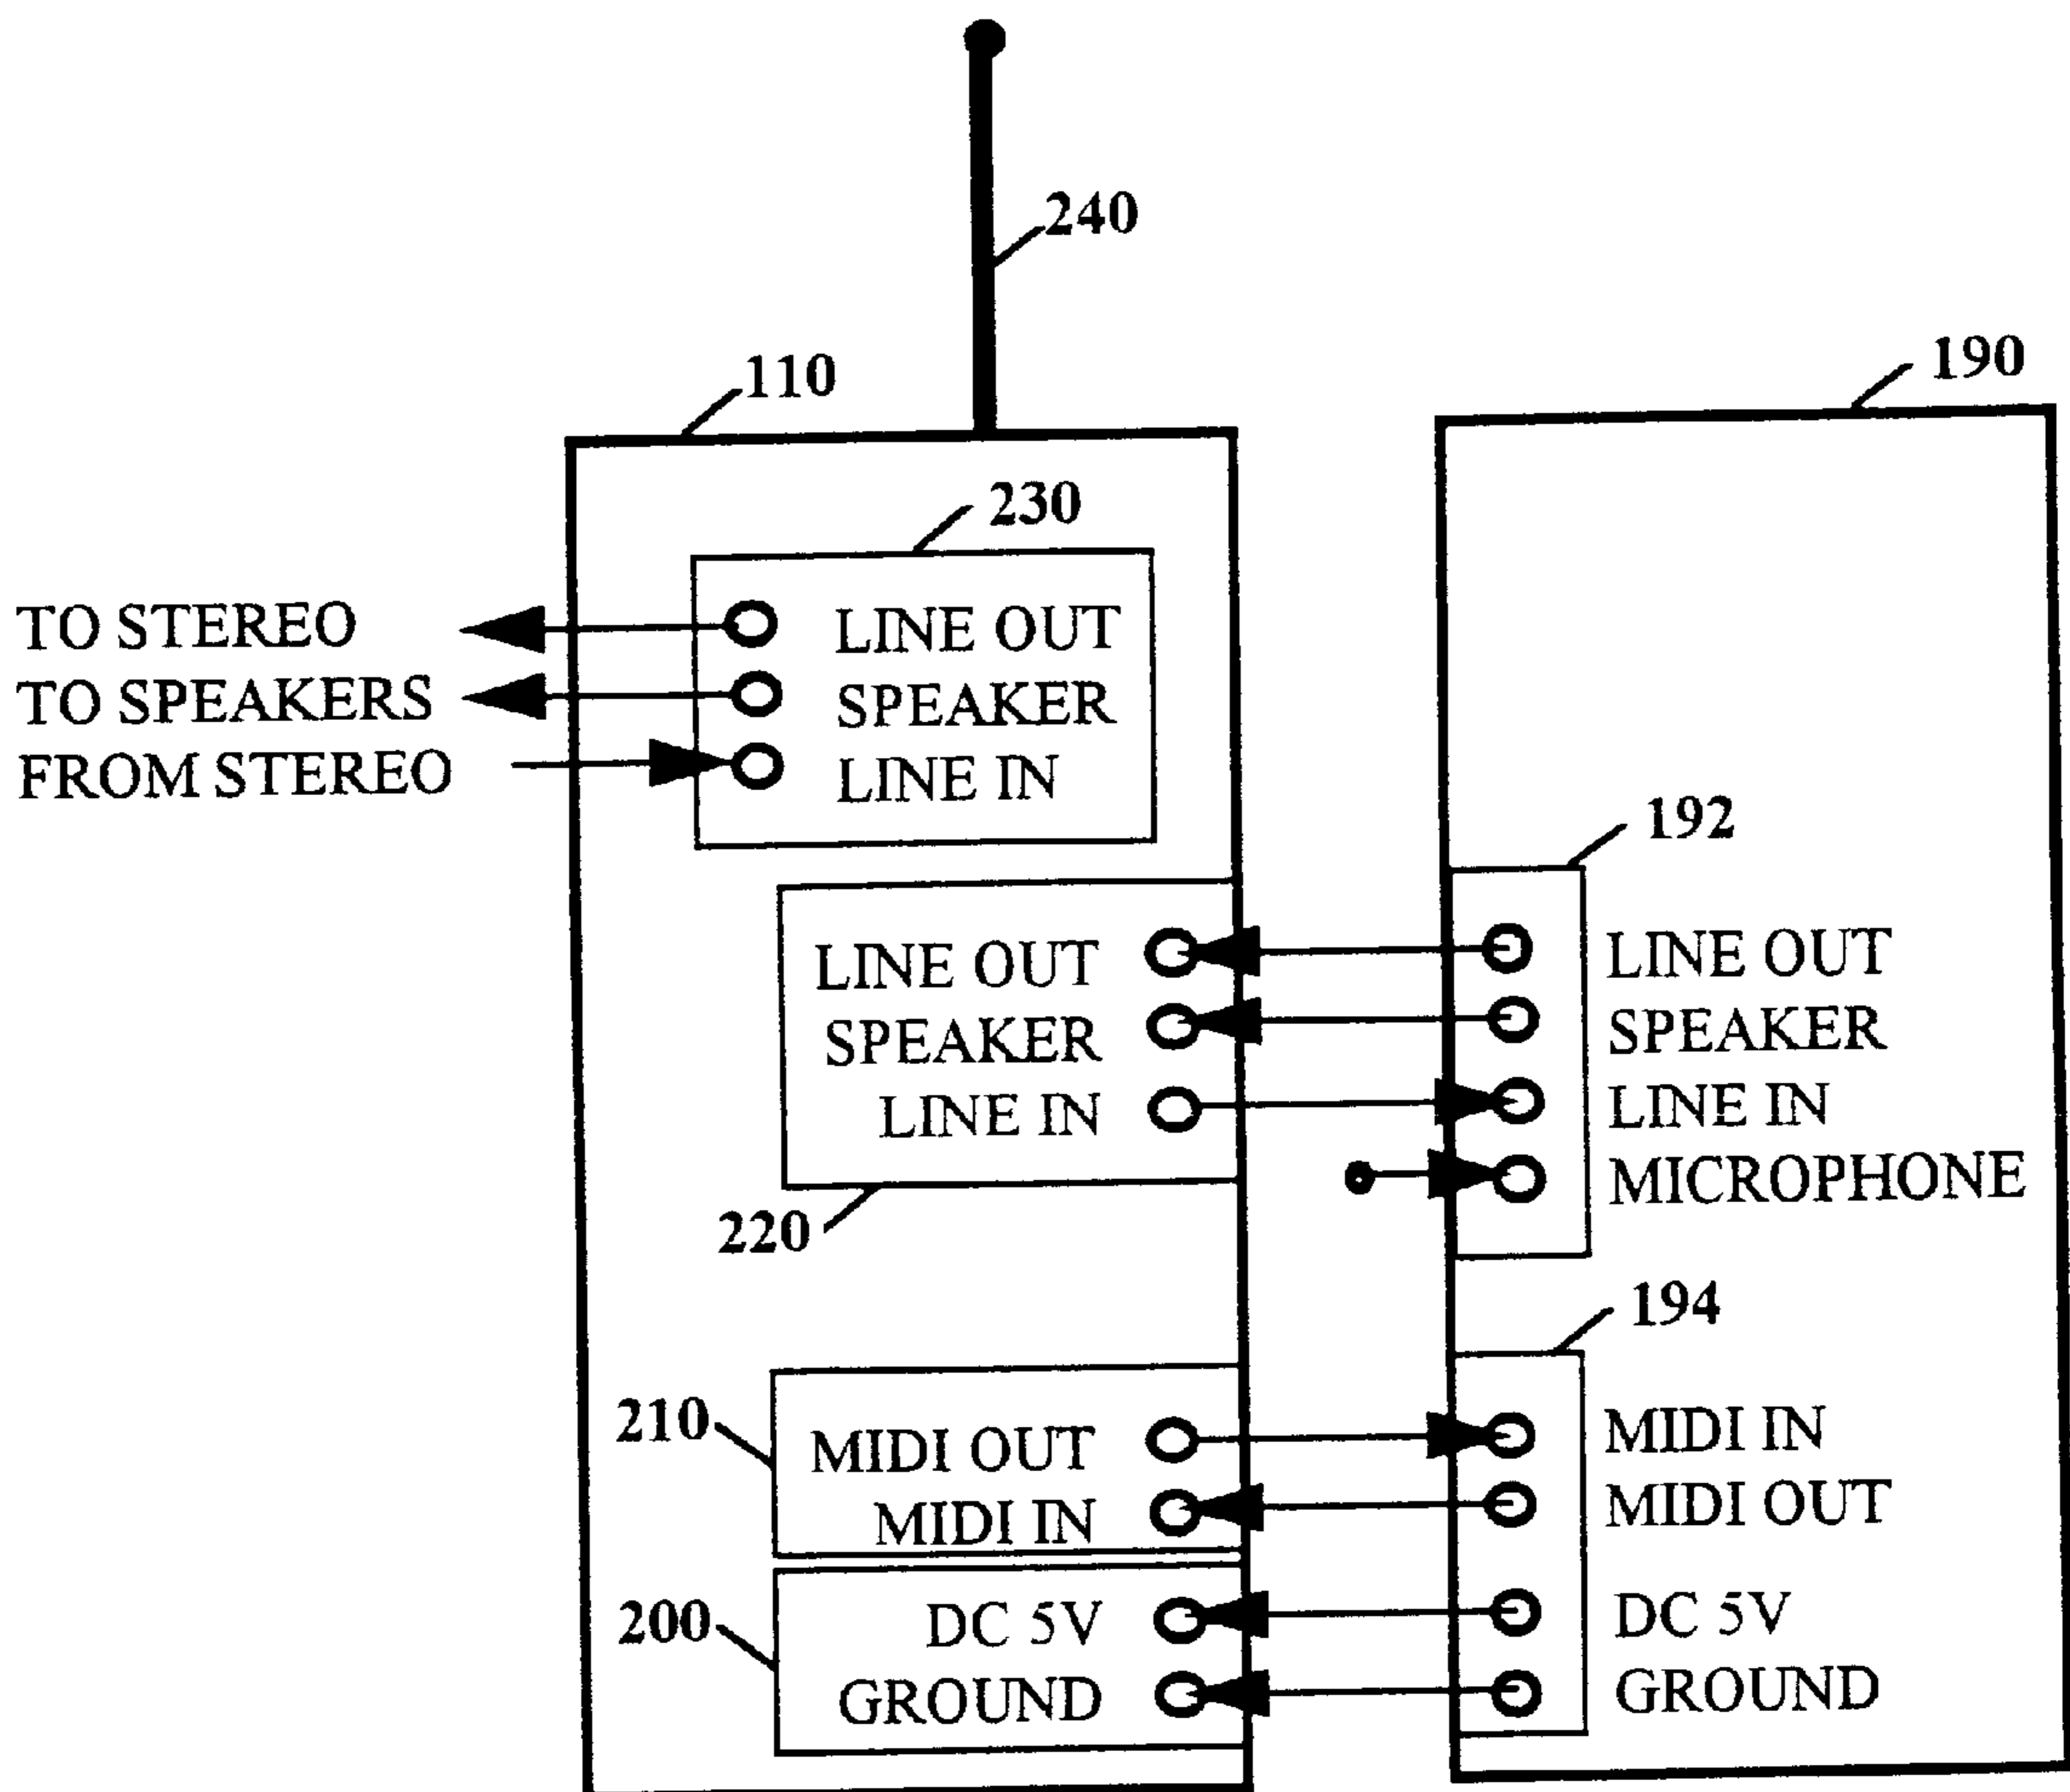 240
110
190
230
TO STEREO
TO SPEAKERS
FROM STEREO
LINE OUT
SPEAKER
LINE IN
192
LINE OUT
SPEAKER
LINE IN
220
LINE OUT
SPEAKER
LINE IN
MICROPHONE
194
210
MIDI OUT
MIDI IN
MIDI IN
MIDI OUT
200
DC 5V
GROUND
DC 5V
GROUND